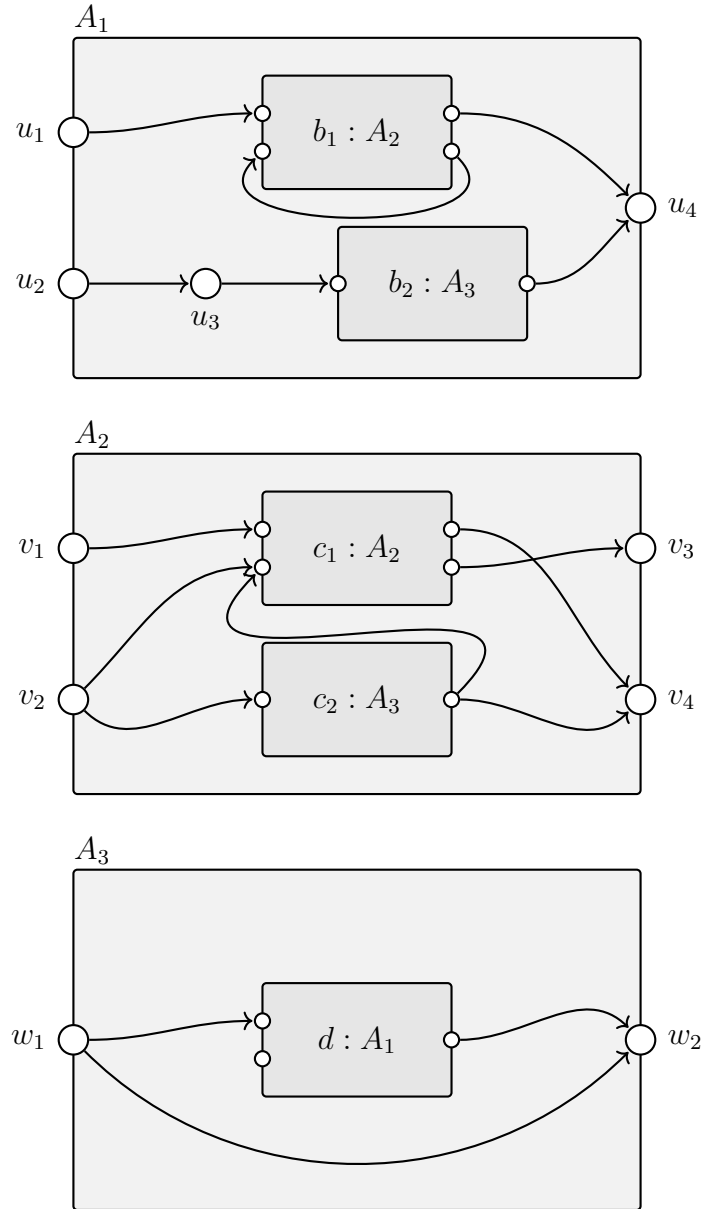 A₁
u₁
b₁ : A₂
u₄
u₂
b₂ : A₃
u₃
A₂
v₁
c₁ : A₂
v₃
v₂
c₂ : A₃
v₄
A₃
w₁
d : A₁
w₂